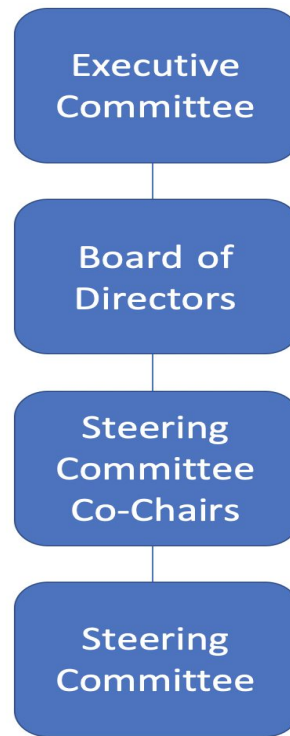 Executive
Committee
Board of
Directors
Steering
Committee
Co-Chairs
Steering
Committee